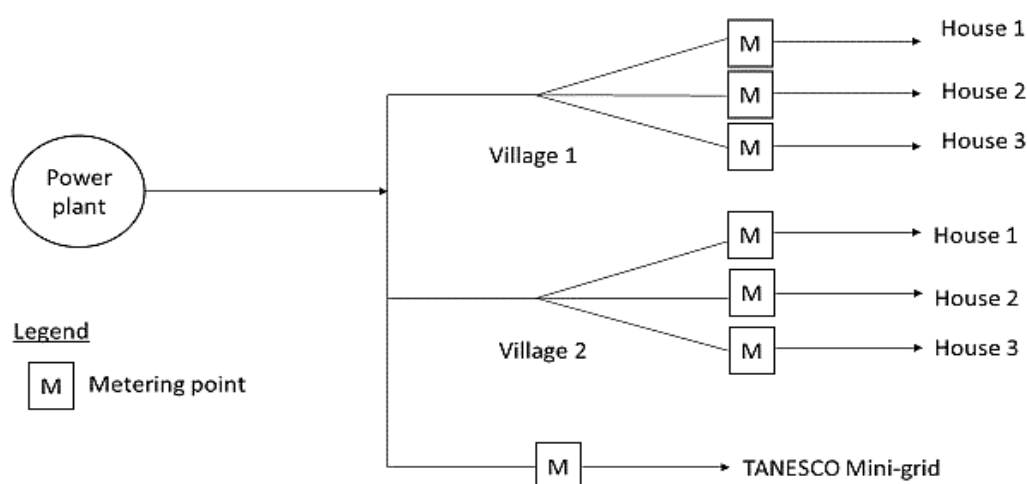 M
House 1
M
House 2
M
House 3
Village 1
Power
plant
M
House 1
M
House 2
M
House 3
Village 2
Legend
M
Metering point
M
TANESCO Mini-grid